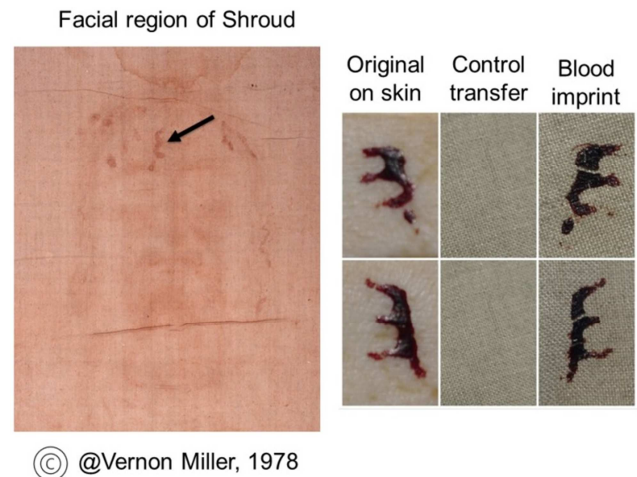 Facial region of Shroud
Original
on skin
Control
transfer
Blood
imprint
© @Vernon Miller, 1978